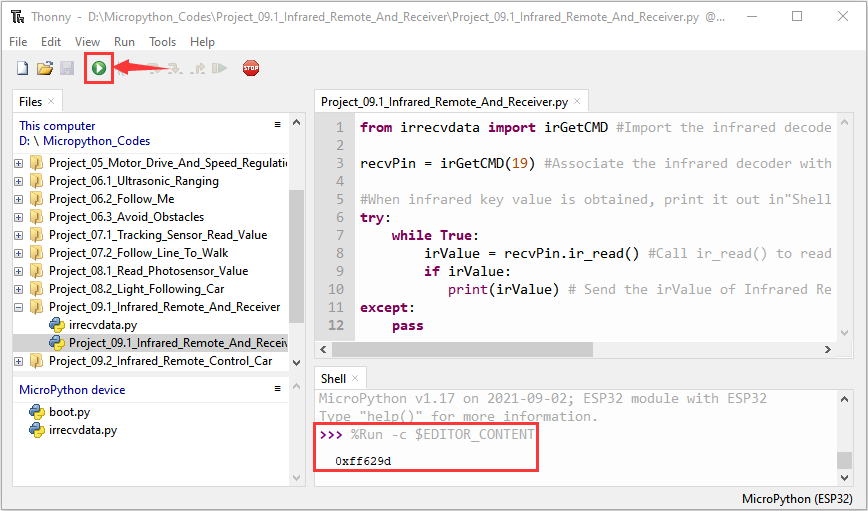 Thonny - D:\Micropython_Codes\Project_09.1_Infrared_Remote_And_Receiver\Project_09.1_Infrared_Remote_And_Receiver.py @...
File Edit View Run Tools Help
STOP
Files
This computer
D: \ Micropython_Codes
Project_05_Motor_Drive_And_Speed_Regulatio
Project_06.1_Ultrasonic_Ranging
Project_06.2_Follow_Me
Project_06.3_Avoid_Obstacles
Project_07.1_Tracking_Sensor_Read_Value
Project_07.2_Follow_Line_To_Walk
Project_08.1_Read_Photosensor_Value
Project_08.2_Light_Following_Car
Project_09.1_Infrared_Remote_And_Receiver
irrecvdata.py
Project_09.1_Infrared_Remote_And_Receiv
Project_09.2_Infrared_Remote_Control_Car
MicroPython device
boot.py
irrecvdata.py
Project_09.1_Infrared_Remote_And_Receiver.py
1 from irrecvdata import irGetCMD #Import the infrared decode
2
3 recvPin = irGetCMD(19) #Associate the infrared decoder with
4
5 #When infrared key value is obtained, print it out in"Shell
6 try:
7 while True:
8 irValue = recvPin.ir_read() #Call ir_read() to read
9 if irValue:
10 print(irValue) # Send the irValue of Infrared Re
11 except:
12 pass
Shell
MicroPython v1.17 on 2021-09-02; ESP32 module with ESP32
Type "help()" for more information.
>>> %Run -c $EDITOR_CONTENT
0xff629d
MicroPython (ESP32)